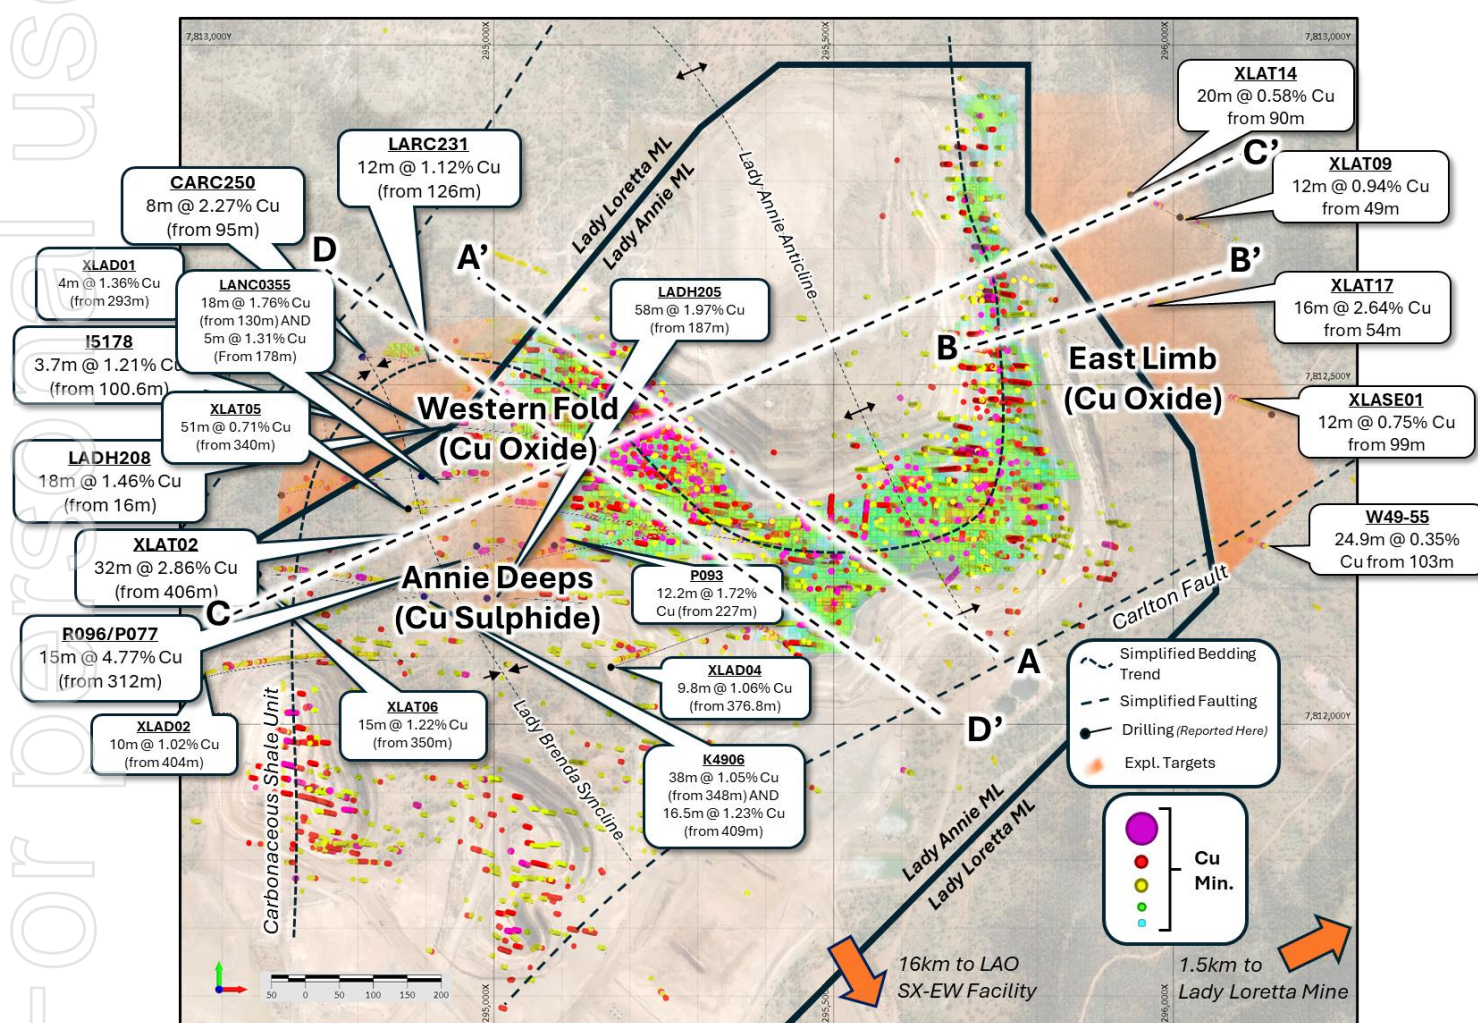 For personal use
7,813,000Y
295,000X
295,500X
296,000X
7,813,000Y
XLAT14
20m @ 0.58% Cu
from 90m
C'
XLAT09
12m @ 0.94% Cu
from 49m
B'
XLAT17
16m @ 2.64% Cu
from 54m
LARC231
12m @ 1.12% Cu
(from 126m)
CARC250
8m @ 2.27% Cu
(from 95m)
Lady Loretta ML
Lady Annie ML
Lady Annie Anticline
D
A'
XLAD01
4m @ 1.36% Cu
(from 293m)
LANC0355
18m @ 1.76% Cu
(from 130m) AND
5m @ 1.31% Cu
(From 178m)
LADH205
58m @ 1.97% Cu
(from 187m)
I5178
3.7m @ 1.21% Cu
(from 100.6m)
B
East Limb
(Cu Oxide)
7,812,500Y
XLASE01
12m @ 0.75% Cu
from 99m
XLAT05
51m @ 0.71% Cu
(from 340m)
Western Fold
(Cu Oxide)
LADH208
18m @ 1.46% Cu
(from 16m)
W49-55
24.9m @ 0.35%
Cu from 103m
XLAT02
32m @ 2.86% Cu
(from 406m)
C
Annie Deeps
(Cu Sulphide)
P093
12.2m @ 1.72%
Cu (from 227m)
Carlton Fault
R096/P077
15m @ 4.77% Cu
(from 312m)
XLAD04
9.8m @ 1.06% Cu
(from 376.8m)
A
D'
XLAD02
10m @ 1.02% Cu
(from 404m)
XLAT06
15m @ 1.22% Cu
(from 350m)
Carbonaceous Shale Unit
Lady Brenda Syncline
K4906
38m @ 1.05% Cu
(from 348m) AND
16.5m @ 1.23% Cu
(from 409m)
Simplified Bedding
Trend
Simplified Faulting
Drilling (Reported Here)
Expl. Targets
7,812,000Y
Lady Annie ML
Lady Loretta ML
Cu
Min.
16km to LAO
SX-EW Facility
1.5km to
Lady Loretta Mine
50 0 50 100 150 200
295,000X
295,500X
296,000X